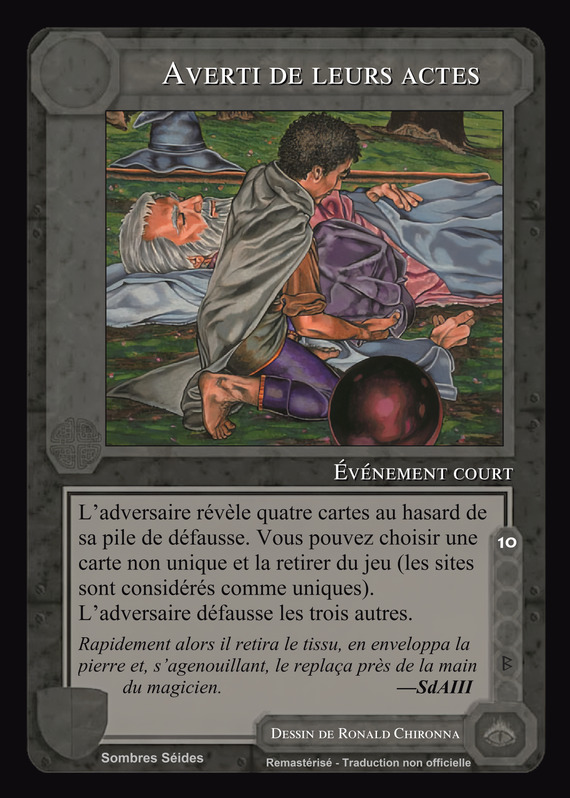 AVERTI DE LEURS ACTES
ÉVÉNEMENT COURT
L’adversaire révèle quatre cartes au hasard de
sa pile de défausse. Vous pouvez choisir une
carte non unique et la retirer du jeu (les sites
sont considérés comme uniques).
L’adversaire défausse les trois autres.
10
Rapidement alors il retira le tissu, en enveloppa la
pierre et, s’agenouillant, le replaça près de la main
du magicien. —SdAIII
DESSIN DE RONALD CHIRONNA
Sombres Séides
Remastérisé - Traduction non officielle